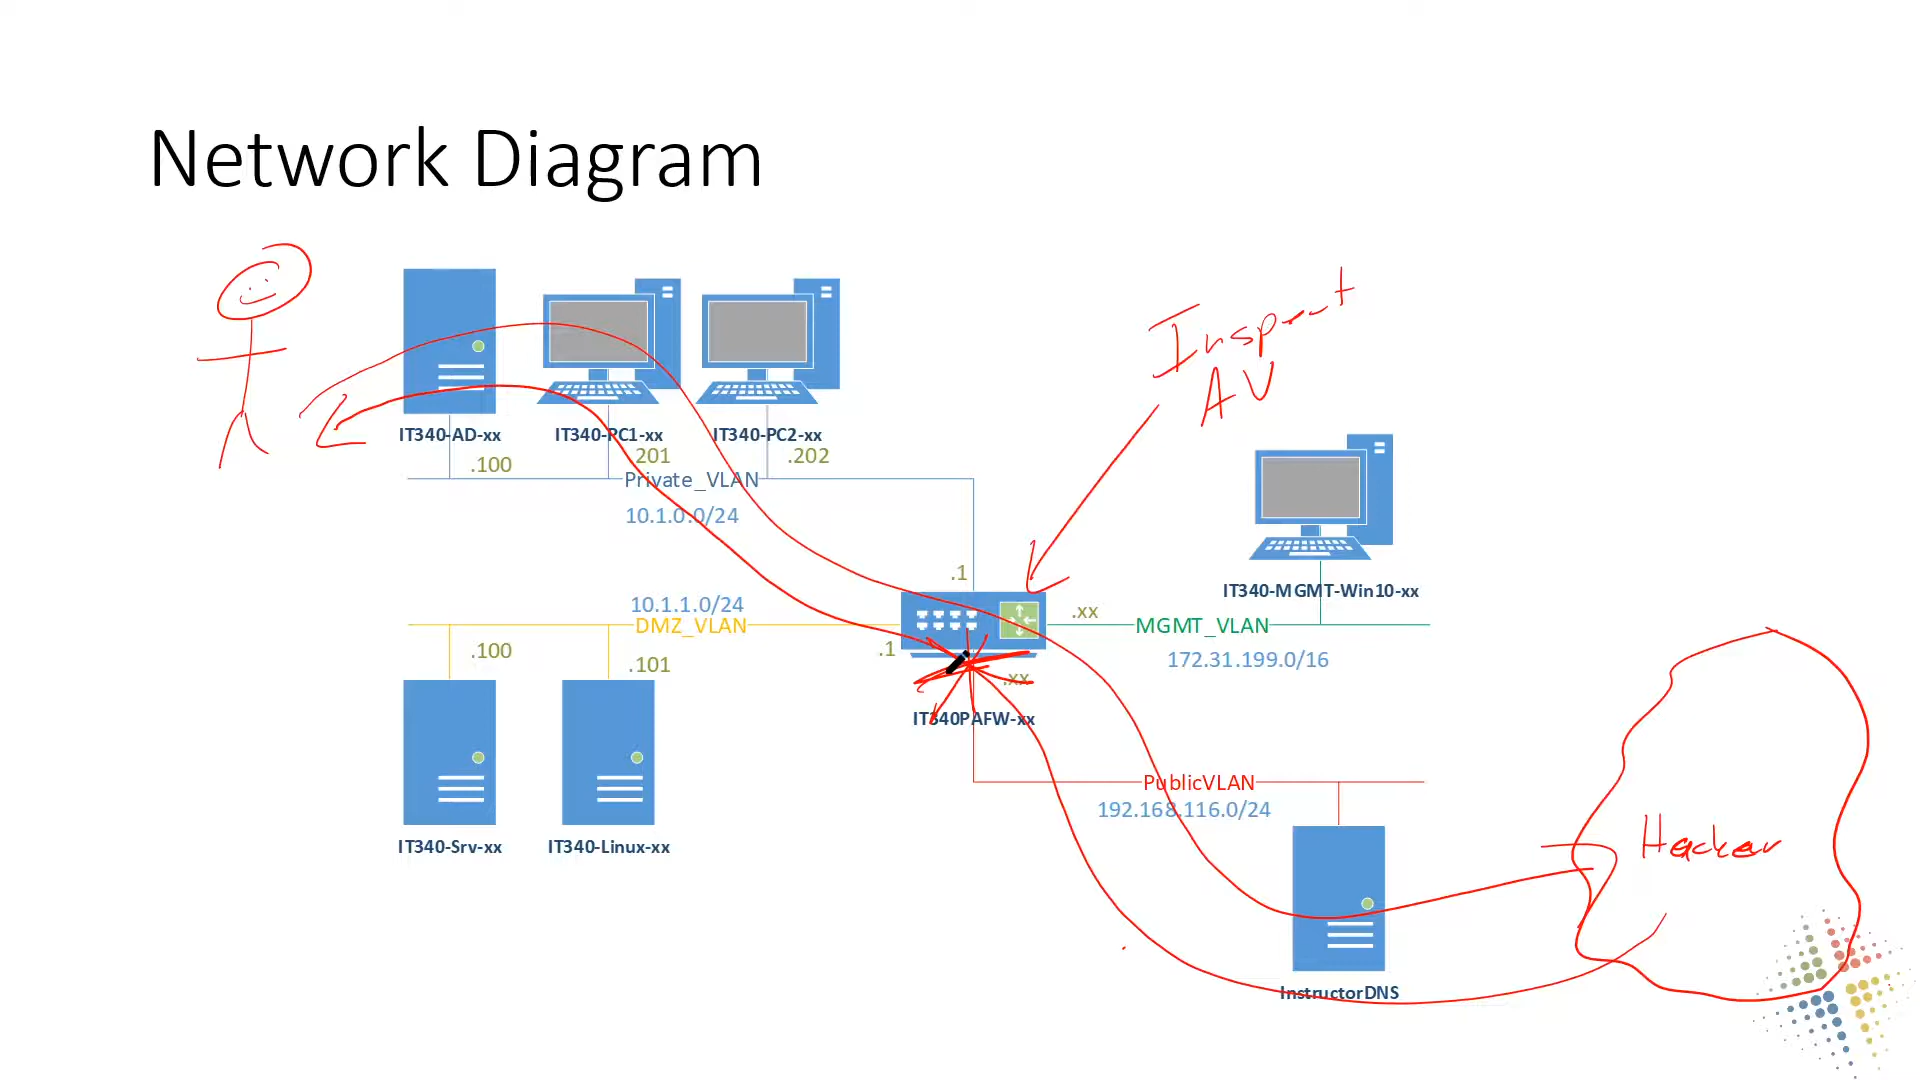 Network Diagram
Inspect
AV
IT340-AD-xx
IT340-PC1-xx
IT340-PC2-xx
.100
201
.202
Private_VLAN
10.1.0.0/24
.1
IT340-MGMT-Win10-xx
10.1.1.0/24
DMZ_VLAN
.xx
MGMT_VLAN
172.31.199.0/16
.100
.101
.1
.xx
IT340PAFW-xx
PublicVLAN
192.168.116.0/24
IT340-Srv-xx
IT340-Linux-xx
Hacker
InstructorDNS